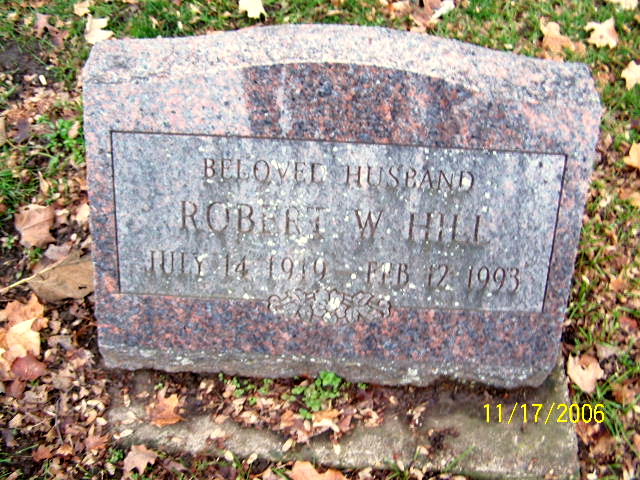 BELOVED HUSBAND
ROBERT W. HILL
JULY 14 1919 - FEB 12 1993
11/17/2006